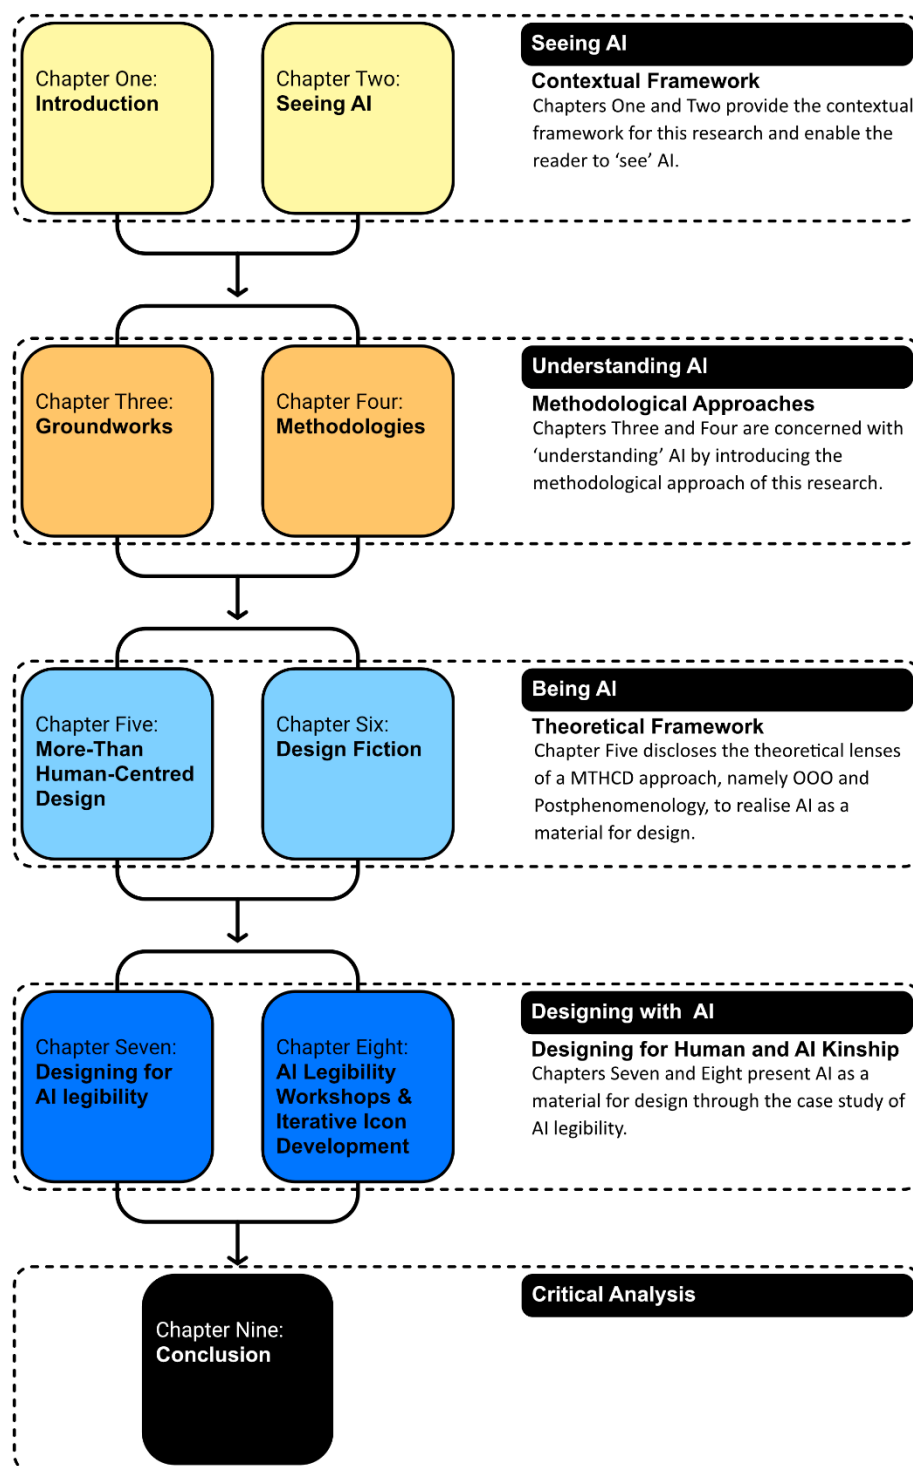 Chapter One:
Introduction
Chapter Two:
Seeing AI
Seeing AI
Contextual Framework
Chapters One and Two provide the contextual
framework for this research and enable the
reader to ‘see’ AI.
Chapter Three:
Groundworks
Chapter Four:
Methodologies
Understanding AI
Methodological Approaches
Chapters Three and Four are concerned with
‘understanding’ AI by introducing the
methodological approach of this research.
Chapter Five:
More-Than
Human-Centred
Design
Chapter Six:
Design Fiction
Being AI
Theoretical Framework
Chapter Five discloses the theoretical lenses
of a MTHCD approach, namely OOO and
Postphenomenology, to realise AI as a
material for design.
Chapter Seven:
Designing for
AI legibility
Chapter Eight:
AI Legibility
Workshops &
Iterative Icon
Development
Designing with  AI
Designing for Human and AI Kinship
Chapters Seven and Eight present AI as a
material for design through the case study of
AI legibility.
Chapter Nine:
Conclusion
Critical Analysis